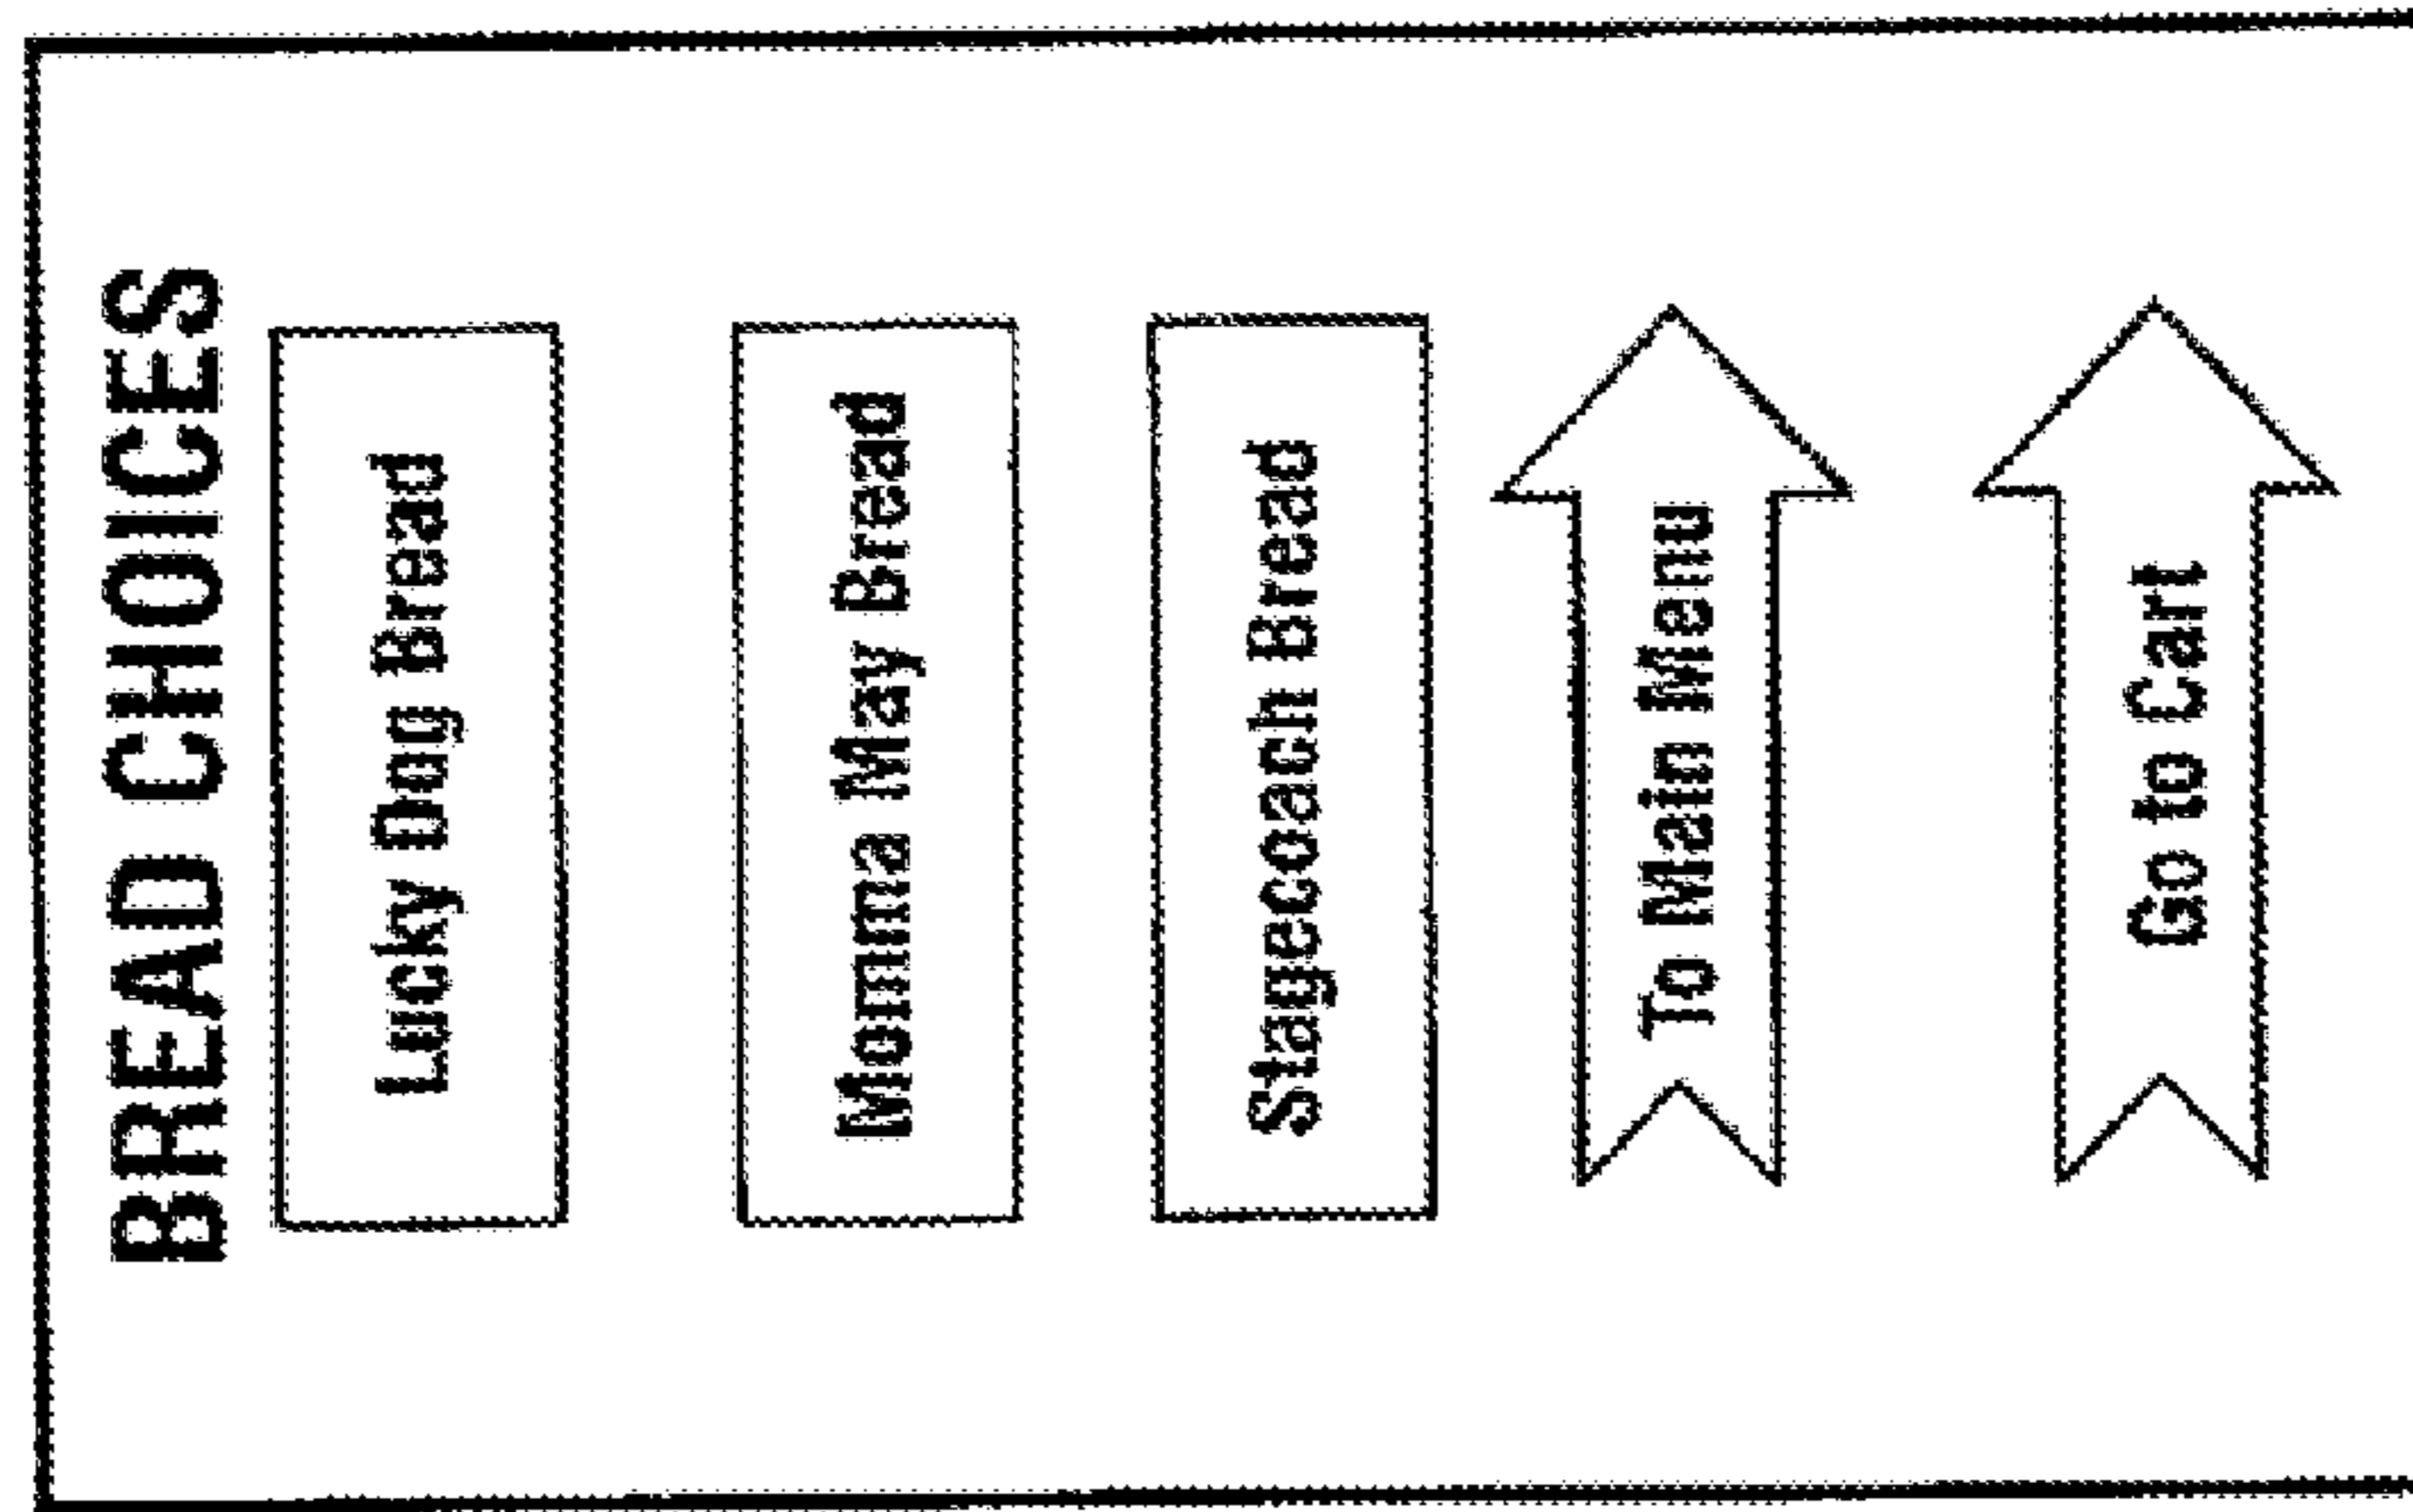 BREAD CHOICES
Lucky Dog Bread
Momma May Bread
Stagecoach Bread
To Main Menu
Go to Cart